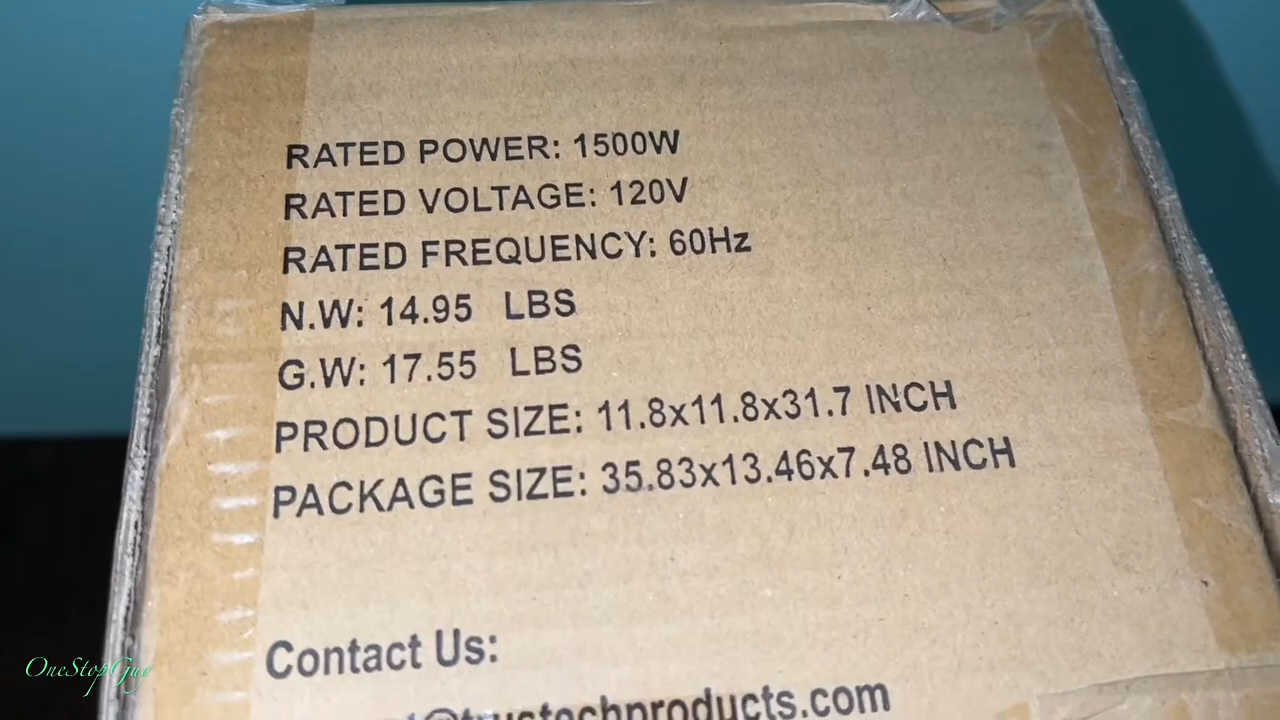 RATED POWER: 1500W
RATED VOLTAGE: 120V
RATED FREQUENCY: 60Hz
N.W: 14.95 LBS
G.W: 17.55 LBS
PRODUCT SIZE: 11.8x11.8x31.7 INCH
PACKAGE SIZE: 35.83x13.46x7.48 INCH
Contact Us:
OneStopGuy